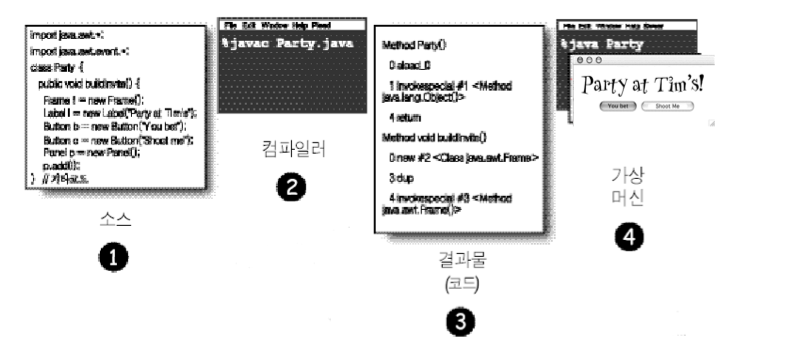 import java.awt.*;
import java.awt.event.*;
class Party {
public void buildInvite() {
Frame f = new Frame();
Label l = new Label("Party at Tim's");
Button b = new Button("You bet");
Button c = new Button("Shoot me");
Panel p = new Panel();
p.add(l);
} // 기타코드
소스
1
File Edit Window Help Plead
%javac Party.java
컴파일러
2
Method Party()
0 aload_0
1 invokespecial #1 <Method
java.lang.Object()>
4 return
Method void buildInvite()
0 new #2 <Class java.awt.Frame>
3 dup
4 invokespecial #3 <Method
java.awt.Frame()>
결과물
(코드)
3
File Edit Window Help Swear
%java Party
Party at Tim's!
You bet
Shoot Me
가상
머신
4